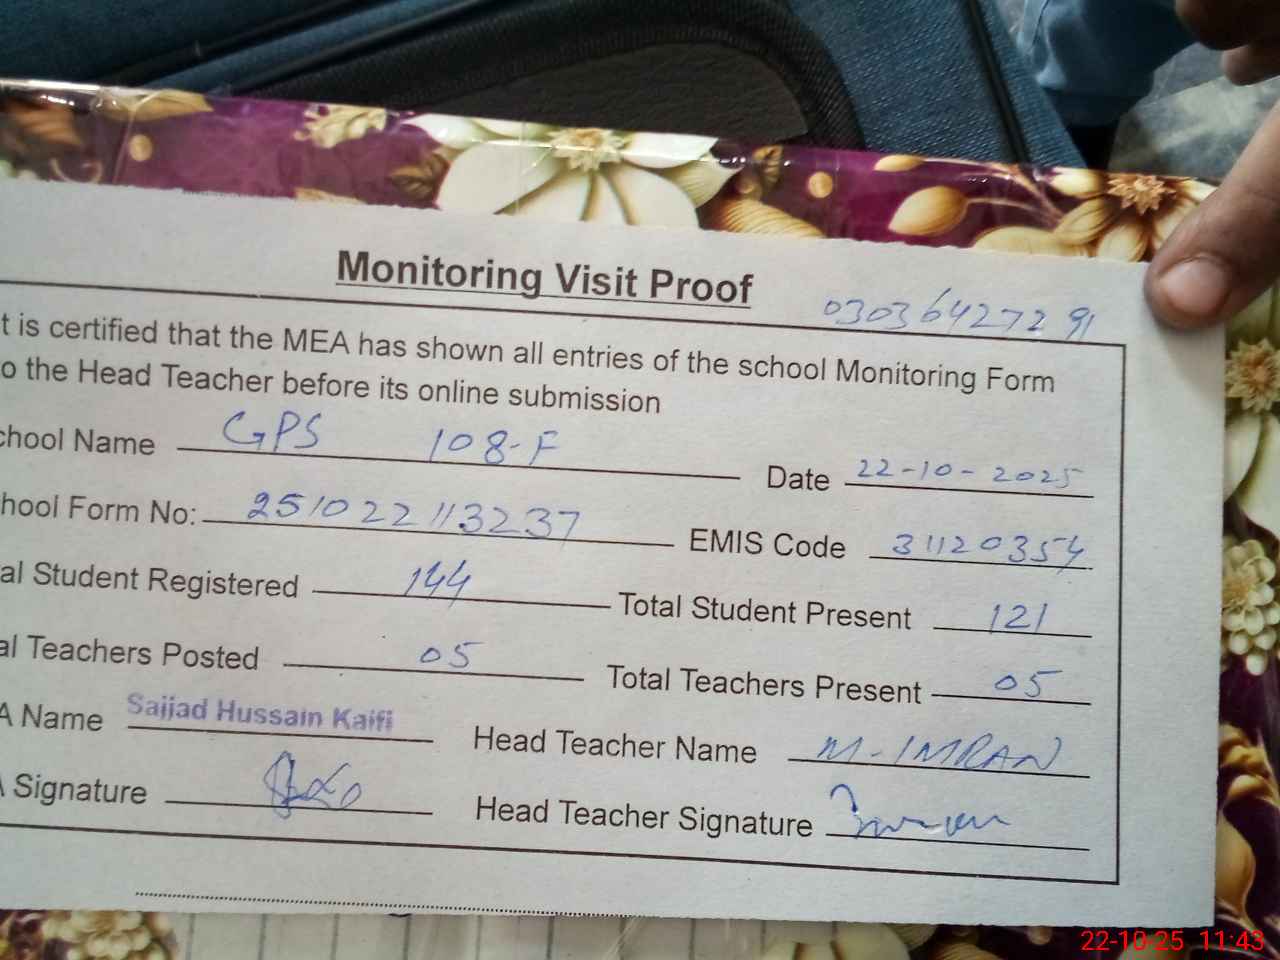 Monitoring Visit Proof
03036427291
t is certified that the MEA has shown all entries of the school Monitoring Form
o the Head Teacher before its online submission
chool Name GPS 108-F Date 22-10-2025
hool Form No: 251022113237 EMIS Code 31120354
al Student Registered 144 Total Student Present 121
al Teachers Posted 05 Total Teachers Present 05
A Name Sajjad Hussain Kaifi Head Teacher Name M-IMRAN
A Signature Head Teacher Signature
22-10-25 11:43